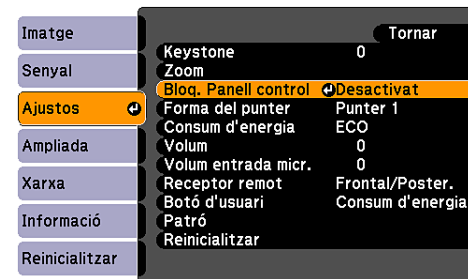 Imatge
Senyal
Ajustos
Ampliada
Xarxa
Informació
Reinicialitzar
Tornar
Keystone 0
Zoom
Bloq. Panell control Desactivat
Forma del punter Punter 1
Consum d'energia ECO
Volum 0
Volum entrada micr. 0
Receptor remot Frontal/Poster.
Botó d'usuari Consum d'energia
Patró
Reinicialitzar